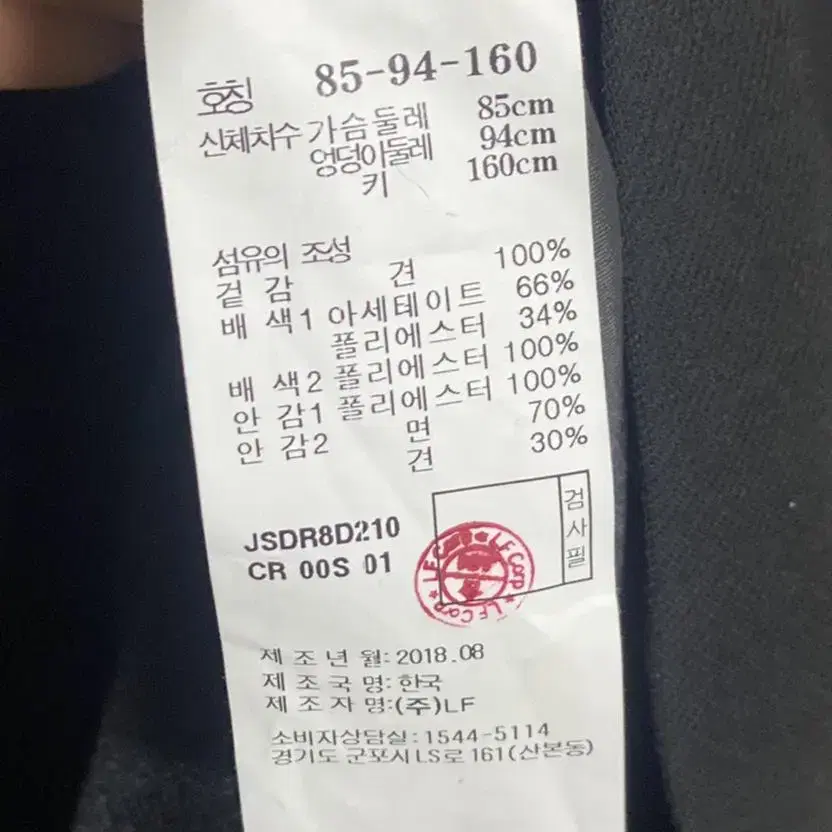 호칭 85-94-160
신체치수 가슴둘레 85cm
엉덩이둘레 94cm
키 160cm
섬유의 조성
겉 감 견 100%
배 색1 아세테이트 66%
폴리에스터 34%
배 색2 폴리에스터 100%
안 감1 폴리에스터 100%
안 감2 면 70%
견 30%
검사필
JSDR8D210
CR 00S 01
LF Corp ★ LF Corp ★ LF Corp ★
제 조 년 월: 2018.08
제 조 국 명: 한국
제 조 자 명:(주)LF
소비자상담실:1544-5114
경기도 군포시 LS로 161(산본동)